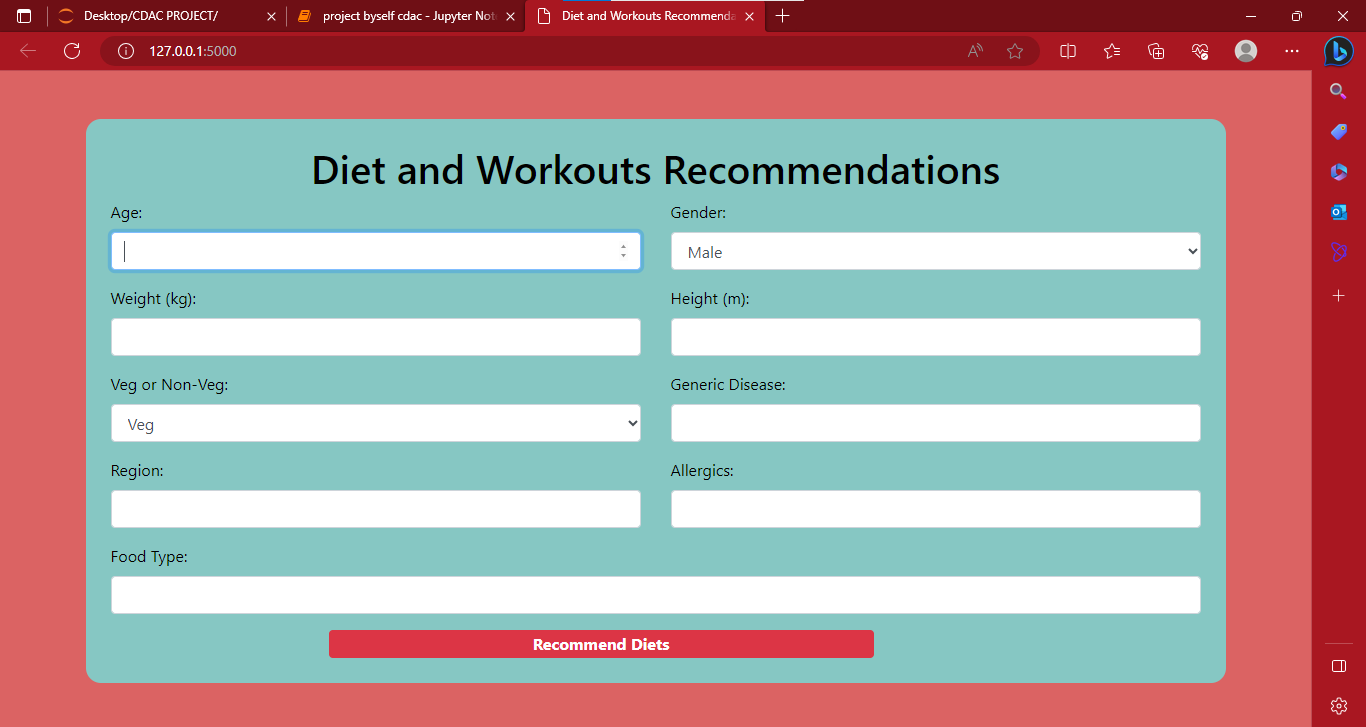 Desktop/CDAC PROJECT/
project byself cdac - Jupyter Not
Diet and Workouts Recommenda
127.0.0.1:5000
Diet and Workouts Recommendations
Age:
Gender:
Male
Weight (kg):
Height (m):
Veg or Non-Veg:
Generic Disease:
Veg
Region:
Allergics:
Food Type:
Recommend Diets